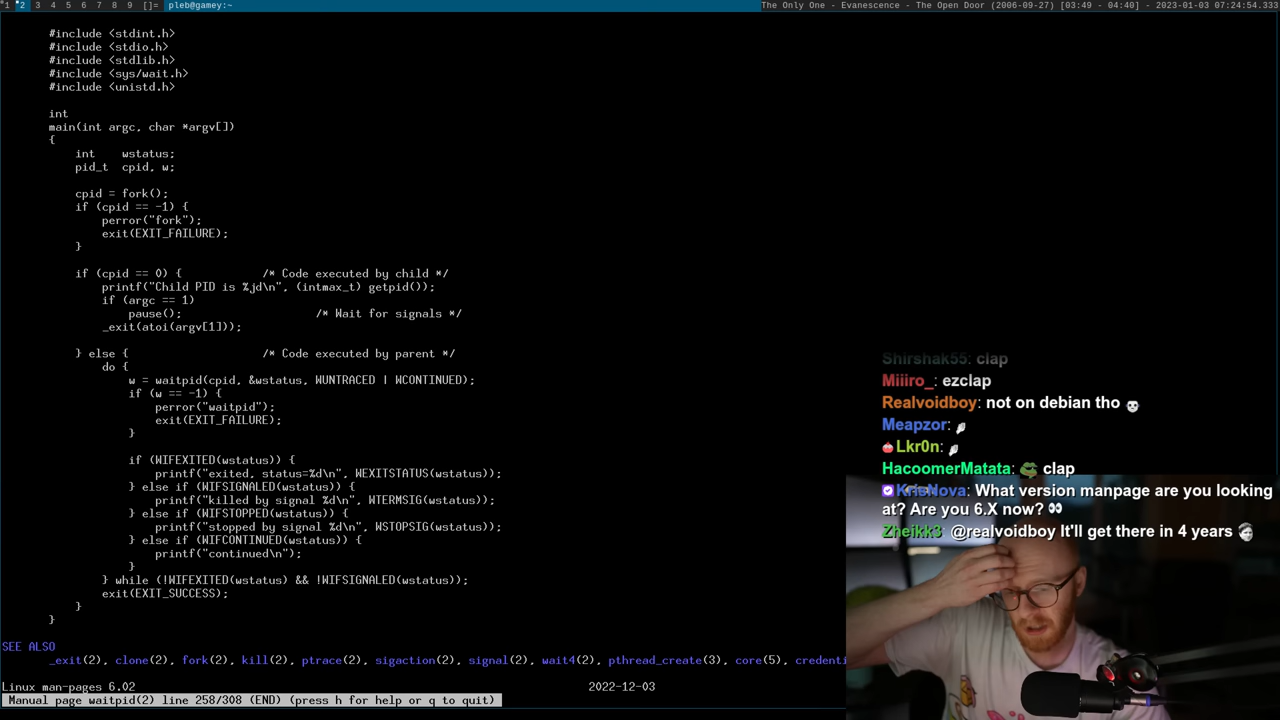 1 2 3 4 5 6 7 8 9 []= pleb@gamey:~ The Only One - Evanescence - The Open Door (2006-09-27) [03:49 - 04:40] - 2023-01-03 07:24:54.333
#include <stdint.h>
#include <stdio.h>
#include <stdlib.h>
#include <sys/wait.h>
#include <unistd.h>
int
main(int argc, char *argv[])
{
int    wstatus;
pid_t  cpid, w;
cpid = fork();
if (cpid == -1) {
perror("fork");
exit(EXIT_FAILURE);
}
if (cpid == 0) {            /* Code executed by child */
printf("Child PID is %jd\n", (intmax_t) getpid());
if (argc == 1)
pause();                    /* Wait for signals */
_exit(atoi(argv[1]));
} else {                    /* Code executed by parent */
do {
w = waitpid(cpid, &wstatus, WUNTRACED | WCONTINUED);
if (w == -1) {
perror("waitpid");
exit(EXIT_FAILURE);
}
if (WIFEXITED(wstatus)) {
printf("exited, status=%d\n", WEXITSTATUS(wstatus));
} else if (WIFSIGNALED(wstatus)) {
printf("killed by signal %d\n", WTERMSIG(wstatus));
} else if (WIFSTOPPED(wstatus)) {
printf("stopped by signal %d\n", WSTOPSIG(wstatus));
} else if (WIFCONTINUED(wstatus)) {
printf("continued\n");
}
} while (!WIFEXITED(wstatus) && !WIFSIGNALED(wstatus));
exit(EXIT_SUCCESS);
}
}
SEE ALSO
_exit(2), clone(2), fork(2), kill(2), ptrace(2), sigaction(2), signal(2), wait4(2), pthread_create(3), core(5), credenti
Linux man-pages 6.02 2022-12-03
Manual page waitpid(2) line 258/308 (END) (press h for help or q to quit)
Shirshak55: clap
Miiiro_: ezclap
Realvoidboy: not on debian tho
Meapzor:
Lkr0n:
HacoomerMatata: clap
KrisNova: What version manpage are you looking
at? Are you 6.X now?
Zheikk3 @realvoidboy It'll get there in 4 years